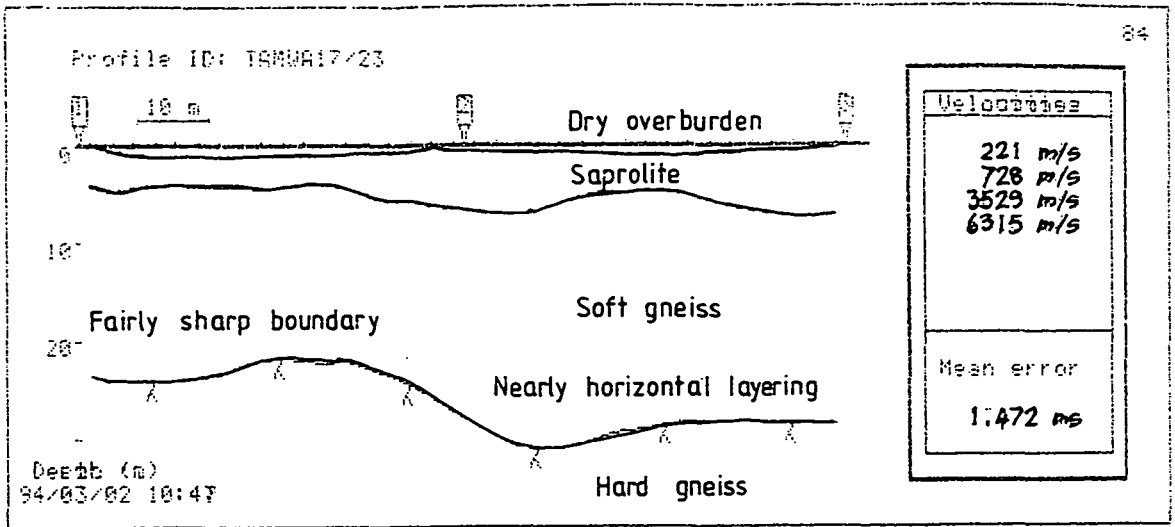 84
Profile ID: TAMWA17/23
10 m
Dry overburden
0
Saprolite
10
Soft gneiss
Fairly sharp boundary
20
Nearly horizontal layering
Hard gneiss
Depth (m)
94/03/02 10:47
Velocities
221 m/s
728 m/s
3529 m/s
6315 m/s
Mean error
1.472 ms